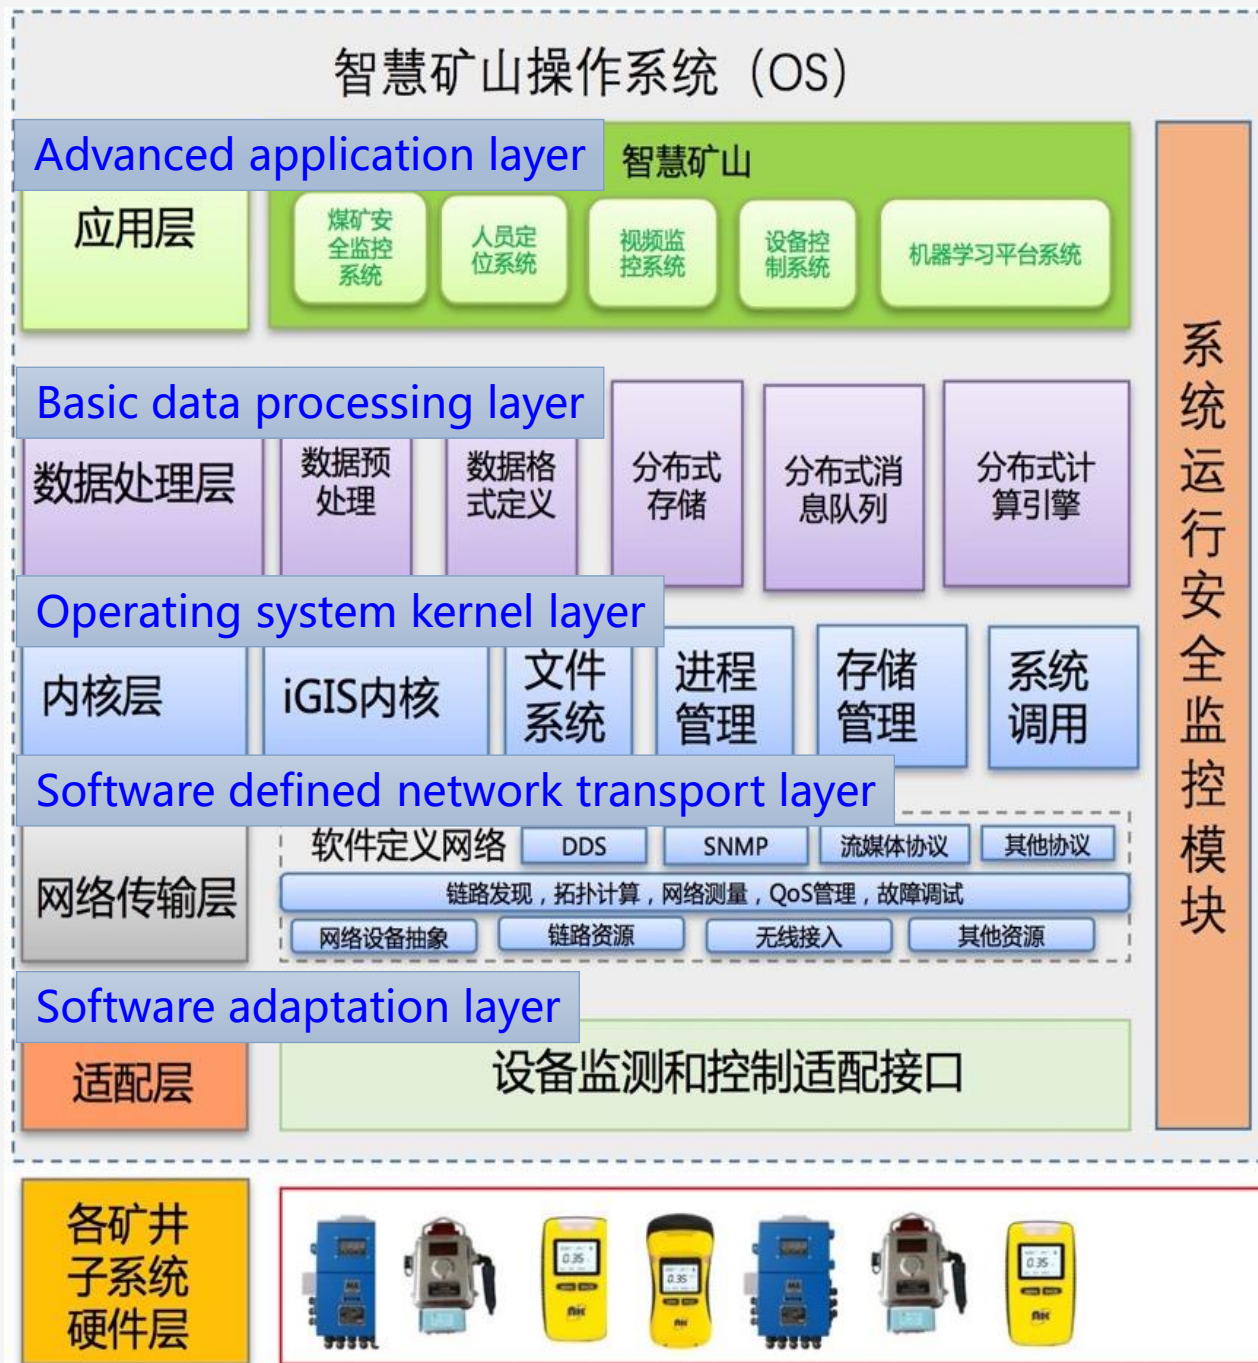 智慧矿山操作系统（OS）
Advanced application layer
智慧矿山
应用层
煤矿安
全监控
系统
人员定
位系统
视频监
控系统
设备控
制系统
机器学习平台系统
Basic data processing layer
数据处理层
数据预
处理
数据格
式定义
分布式
存储
分布式消
息队列
分布式计
算引擎
Operating system kernel layer
内核层
iGIS内核
文件
系统
进程
管理
存储
管理
系统
调用
Software defined network transport layer
网络传输层
软件定义网络
DDS
SNMP
流媒体协议
其他协议
链路发现，拓扑计算，网络测量，QoS管理，故障调试
网络设备抽象
链路资源
无线接入
其他资源
Software adaptation layer
适配层
设备监测和控制适配接口
系统运行安全监控模块
各矿井
子系统
硬件层
0.35
0.35
0.35